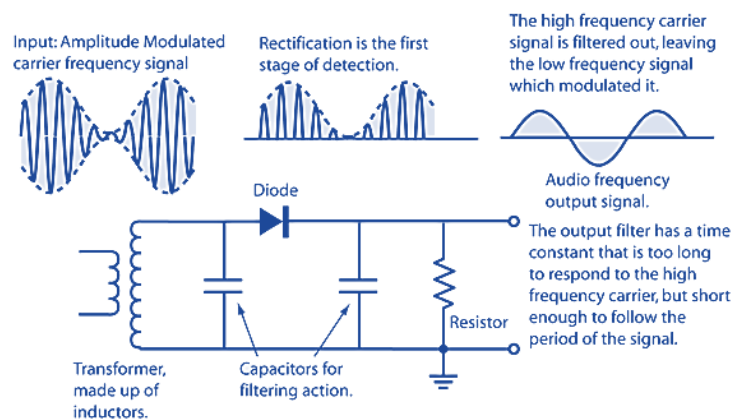 Input: Amplitude Modulated
carrier frequency signal
Rectification is the first
stage of detection.
The high frequency carrier
signal is filtered out, leaving
the low frequency signal
which modulated it.
Audio frequency
output signal.
Diode
The output filter has a time
constant that is too long
to respond to the high
frequency carrier, but short
enough to follow the
period of the signal.
Resistor
Transformer,
made up of
inductors.
Capacitors for
filtering action.